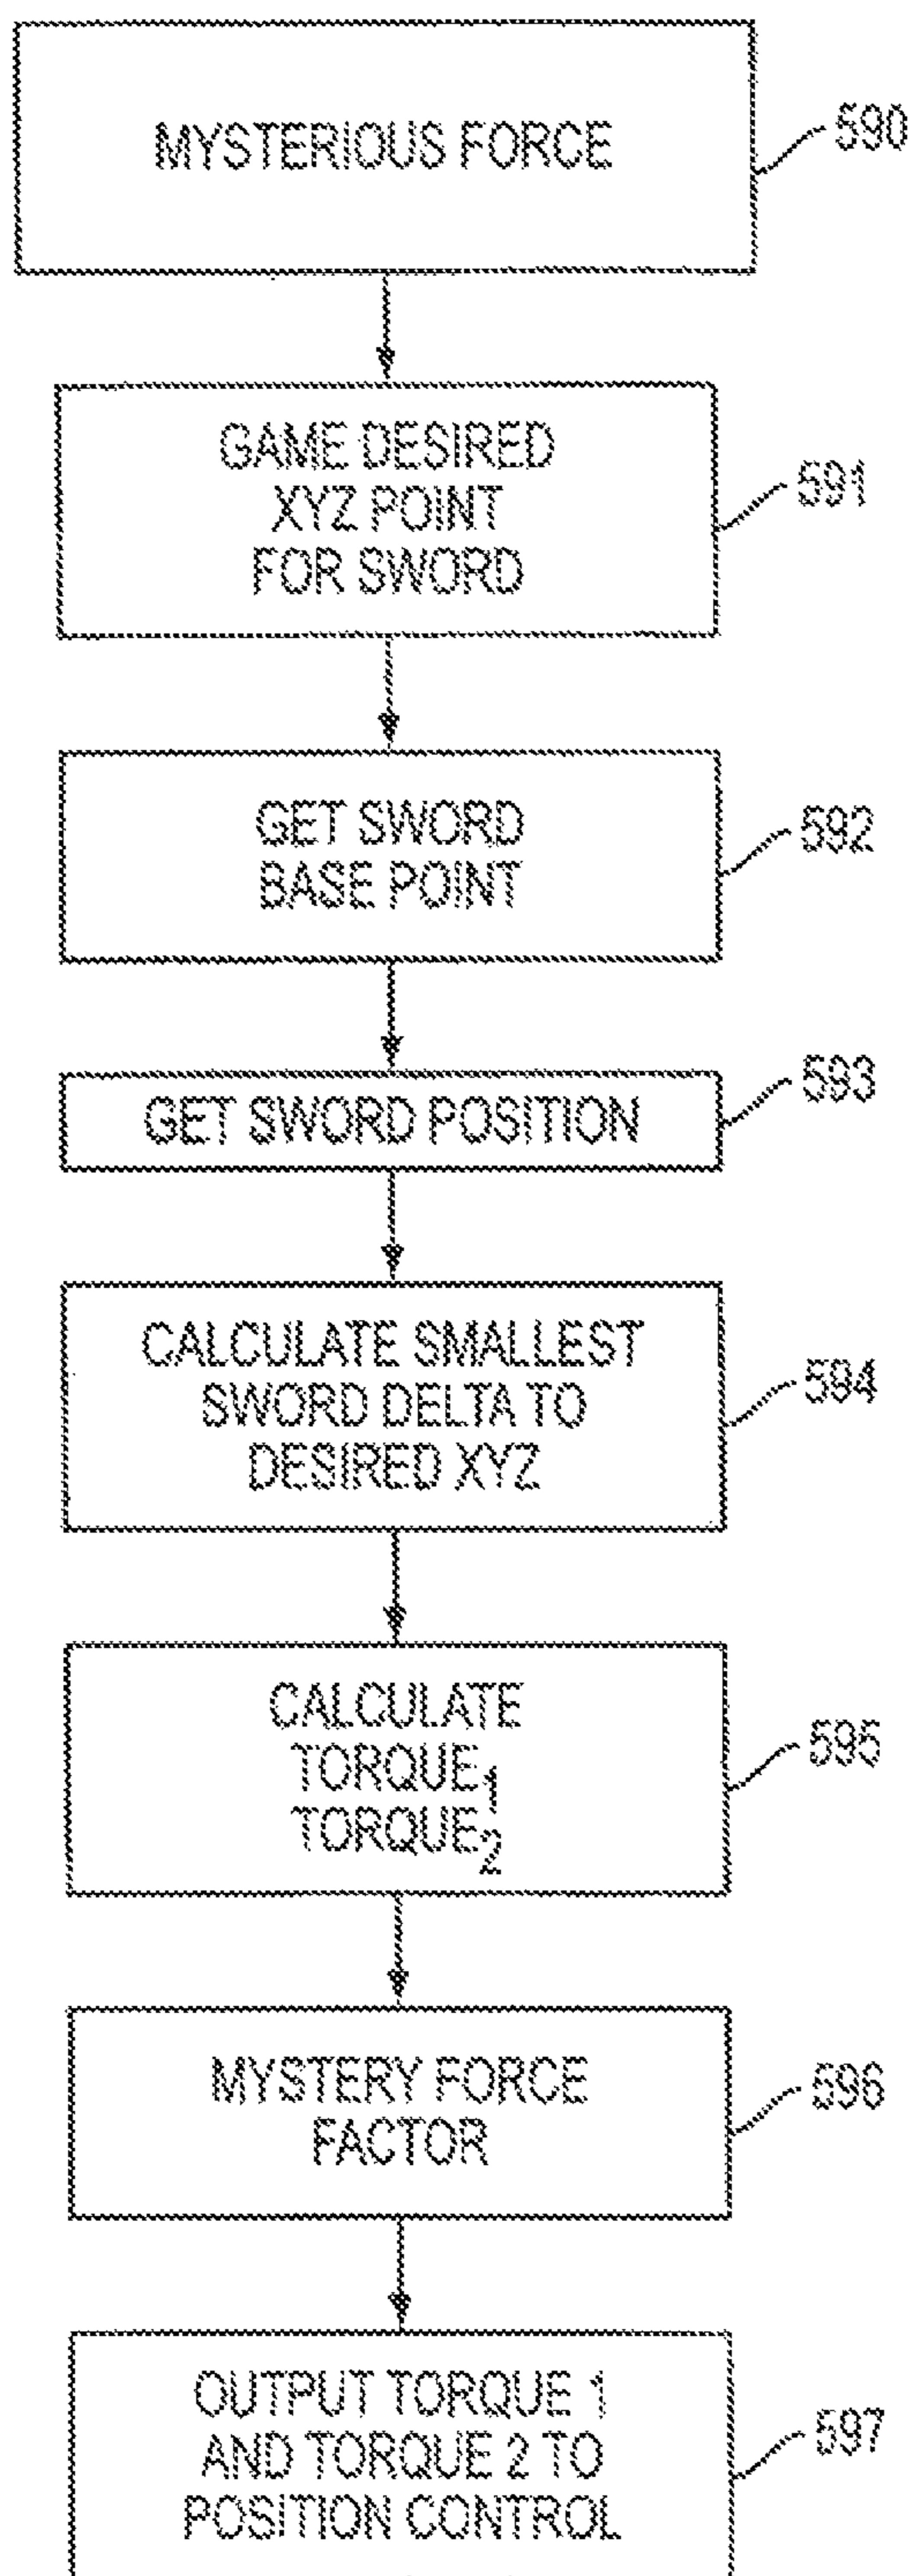 MYSTERIOUS FORCE
590
GAME DESIRED
XYZ POINT
FOR SWORD
591
GET SWORD
BASE POINT
592
GET SWORD POSITION
593
CALCULATE SMALLEST
SWORD DELTA TO
DESIRED XYZ
594
CALCULATE
TORQUE1
TORQUE2
595
MYSTERY FORCE
FACTOR
596
OUTPUT TORQUE 1
AND TORQUE 2 TO
POSITION CONTROL
597